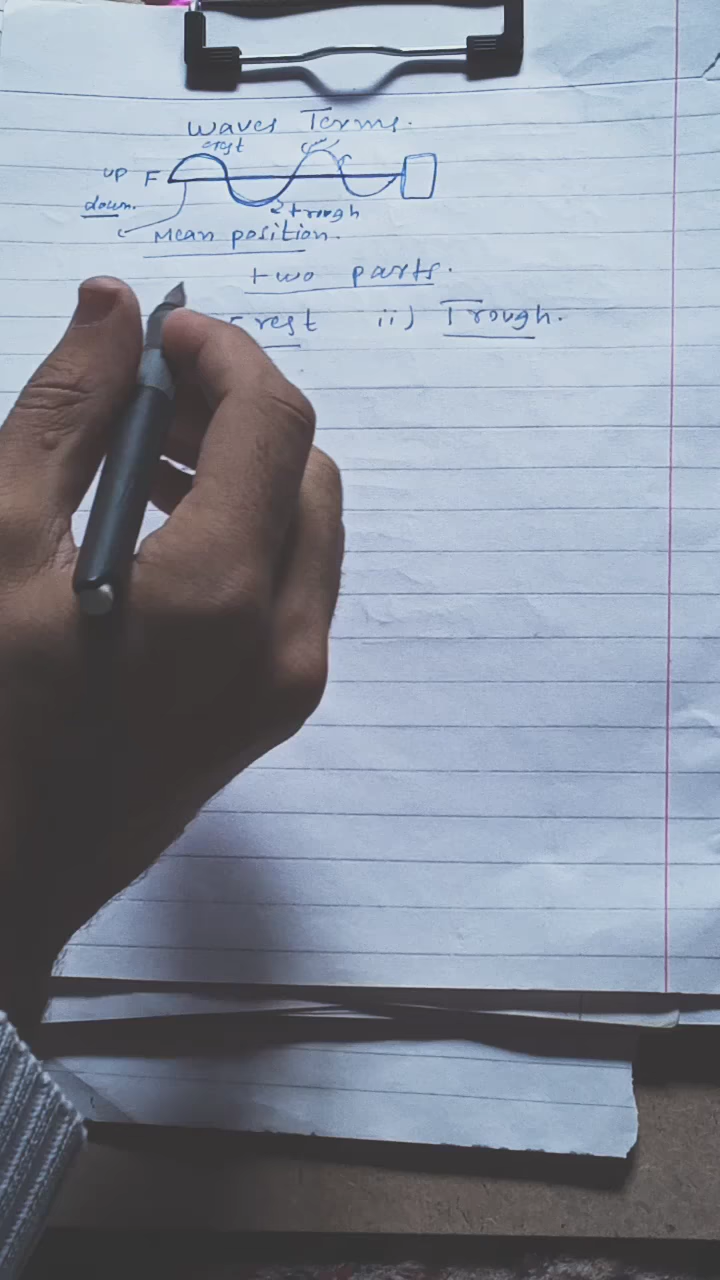 Waves Terms.
crest
up F
down.
trough
Mean position.
two parts.
rest ii) Trough.